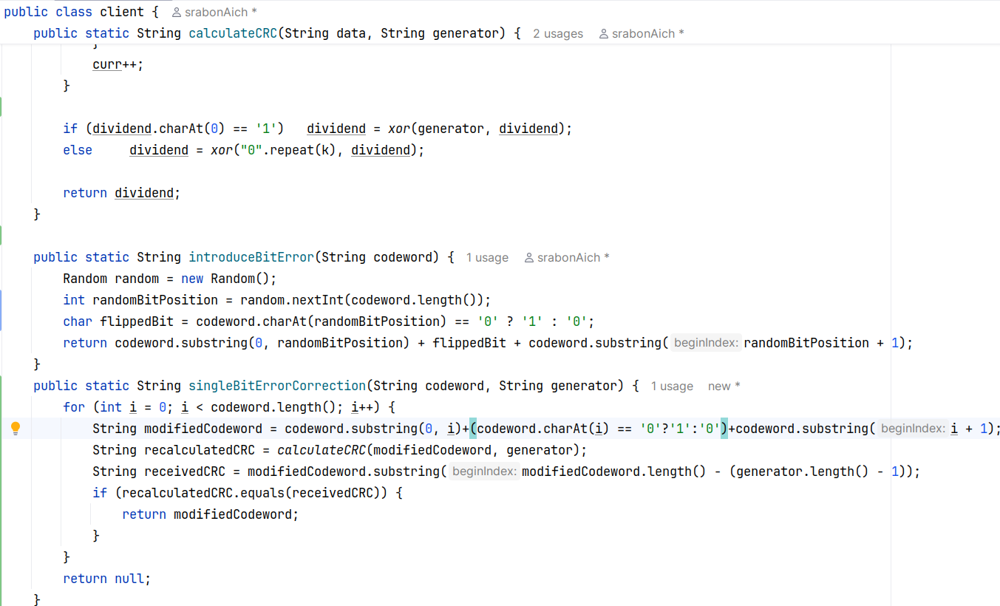 public class client { srabonAich *
public static String calculateCRC(String data, String generator) { 2 usages srabonAich *
}
curr++;
}
if (dividend.charAt(0) == '1') dividend = xor(generator, dividend);
else dividend = xor("0".repeat(k), dividend);
return dividend;
}
public static String introduceBitError(String codeword) { 1 usage srabonAich *
Random random = new Random();
int randomBitPosition = random.nextInt(codeword.length());
char flippedBit = codeword.charAt(randomBitPosition) == '0' ? '1' : '0';
return codeword.substring(0, randomBitPosition) + flippedBit + codeword.substring( beginIndex: randomBitPosition + 1);
}
public static String singleBitErrorCorrection(String codeword, String generator) { 1 usage new *
for (int i = 0; i < codeword.length(); i++) {
String modifiedCodeword = codeword.substring(0, i)+(codeword.charAt(i) == '0'?'1':'0')+codeword.substring( beginIndex: i + 1);
String recalculatedCRC = calculateCRC(modifiedCodeword, generator);
String receivedCRC = modifiedCodeword.substring( beginIndex: modifiedCodeword.length() - (generator.length() - 1));
if (recalculatedCRC.equals(receivedCRC)) {
return modifiedCodeword;
}
}
return null;
}